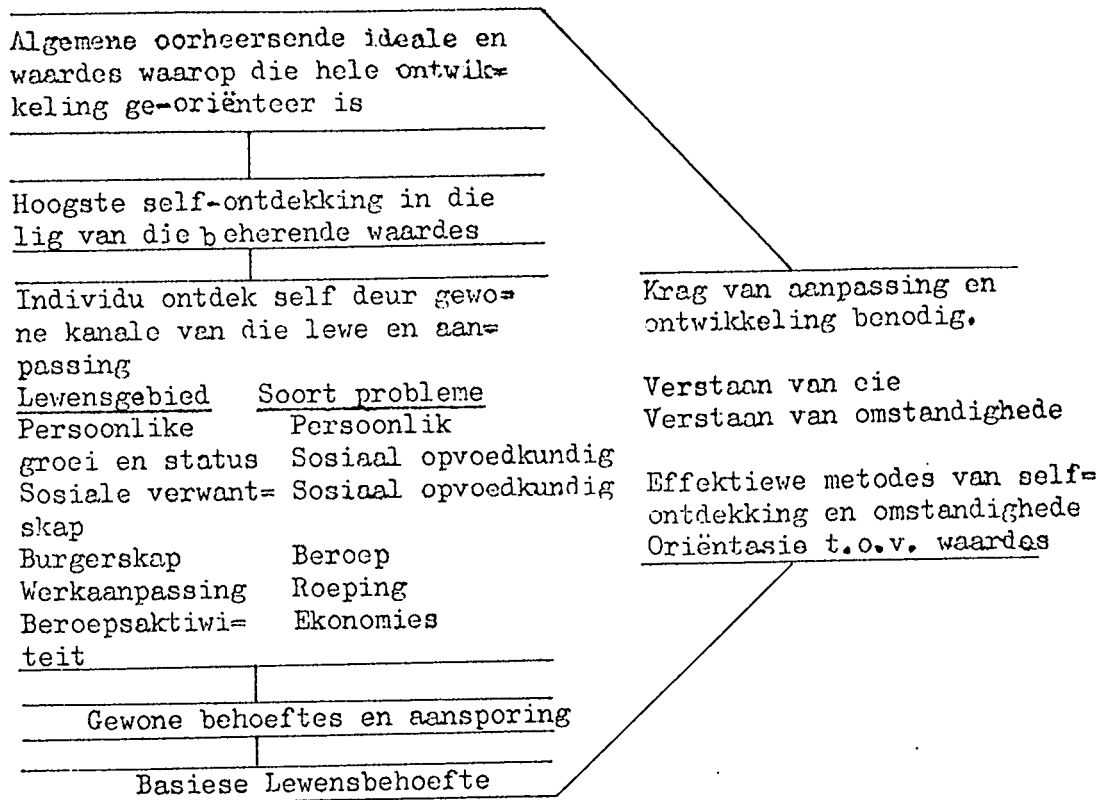 Algemene oorheersende ideale en
waardes waarop die hele ontwik=
keling ge-oriënteer is
Hoogste self-ontdekking in die
lig van die beherende waardes
Individu ontdek self deur gewo=
ne kanale van die lewe en aan=
passing
Lewensgebied Soort probleme
Persoonlike Persoonlik
groei en status Sosiaal opvoedkundig
Sosiale verwant= Sosiaal opvoedkundig
skap
Burgerskap Beroep
Werkaanpassing Roeping
Beroepsaktiwi= Ekonomies
teit
Gewone behoeftes en aansporing
Basiese Lewensbehoefte
Krag van aanpassing en
ontwikkeling benodig.
Verstaan van eie
Verstaan van omstandighede
Effektiewe metodes van self=
ontdekking en omstandighede
Oriëntasie t.o.v. waardes